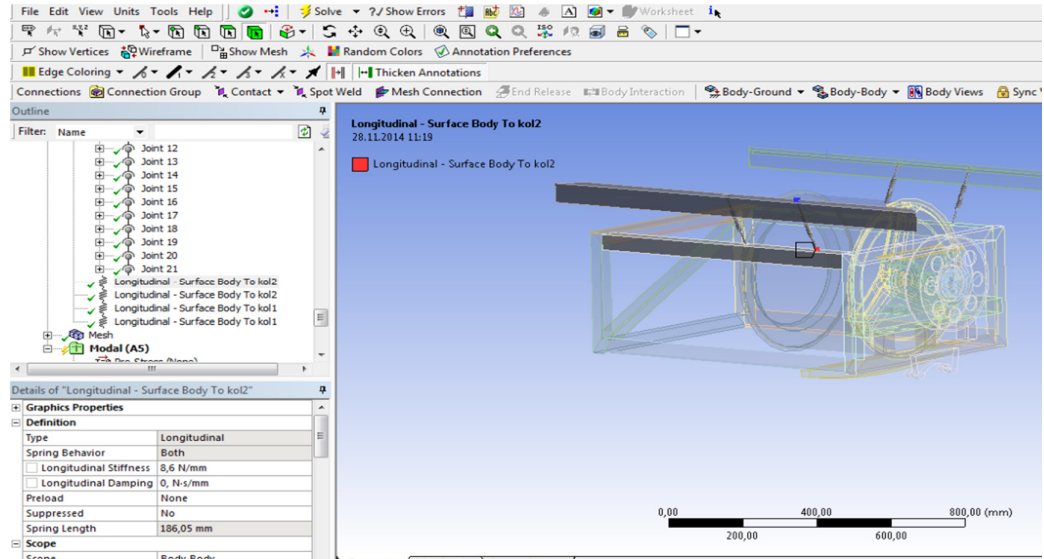 File Edit View Units Tools Help Solve ?/ Show Errors Worksheet
Show Vertices Wireframe Show Mesh Random Colors Annotation Preferences
Edge Coloring Thicken Annotations
Connections Connection Group Contact Spot Weld Mesh Connection End Release Body Interaction Body-Ground Body-Body Body Views Sync
Outline
Filter: Name
Joint 12
Joint 13
Joint 14
Joint 15
Joint 16
Joint 17
Joint 18
Joint 19
Joint 20
Joint 21
Longitudinal - Surface Body To kol2
Longitudinal - Surface Body To kol2
Longitudinal - Surface Body To kol1
Longitudinal - Surface Body To kol1
Mesh
Modal (A5)
Pre-Stress (None)
Details of "Longitudinal - Surface Body To kol2"
Graphics Properties
Definition
Type Longitudinal
Spring Behavior Both
Longitudinal Stiffness 8,6 N/mm
Longitudinal Damping 0, N·s/mm
Preload None
Suppressed No
Spring Length 186,05 mm
Scope
Scope Body-Body
Longitudinal - Surface Body To kol2
28.11.2014 11:19
Longitudinal - Surface Body To kol2
0,00 400,00 800,00 (mm)
200,00 600,00